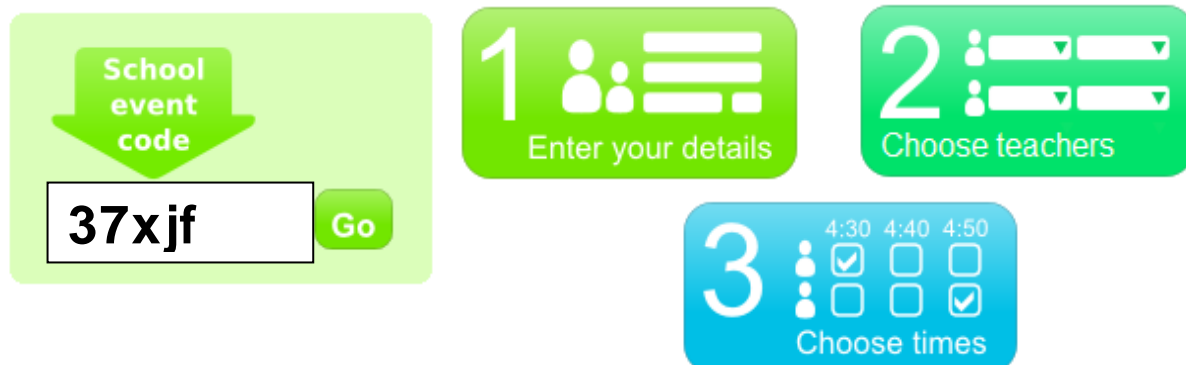 School
event
code
37xjf
Go
1
Enter your details
2
Choose teachers
3
4:30 4:40 4:50
Choose times